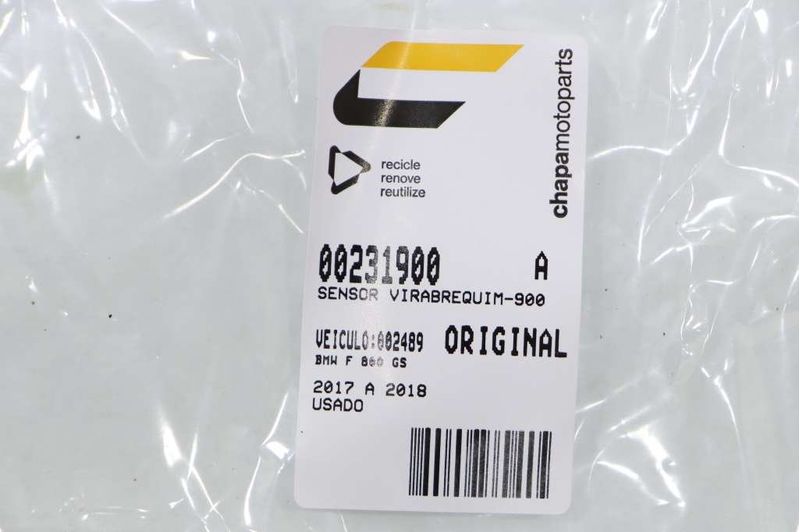 chapamotoparts
recicle
renove
reutilize
00231900 A
SENSOR VIRABREQUIM-900
VEICULO:002489 ORIGINAL
BMW F 800 GS
2017 A 2018
USADO